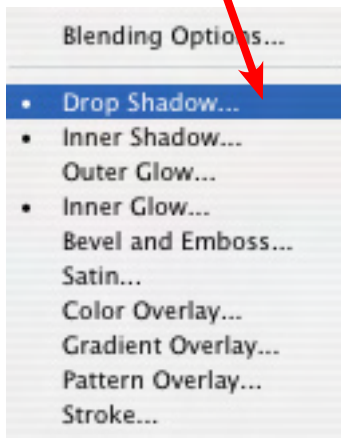 Blending Options...
• Drop Shadow...
• Inner Shadow...
Outer Glow...
• Inner Glow...
Bevel and Emboss...
Satin...
Color Overlay...
Gradient Overlay...
Pattern Overlay...
Stroke...